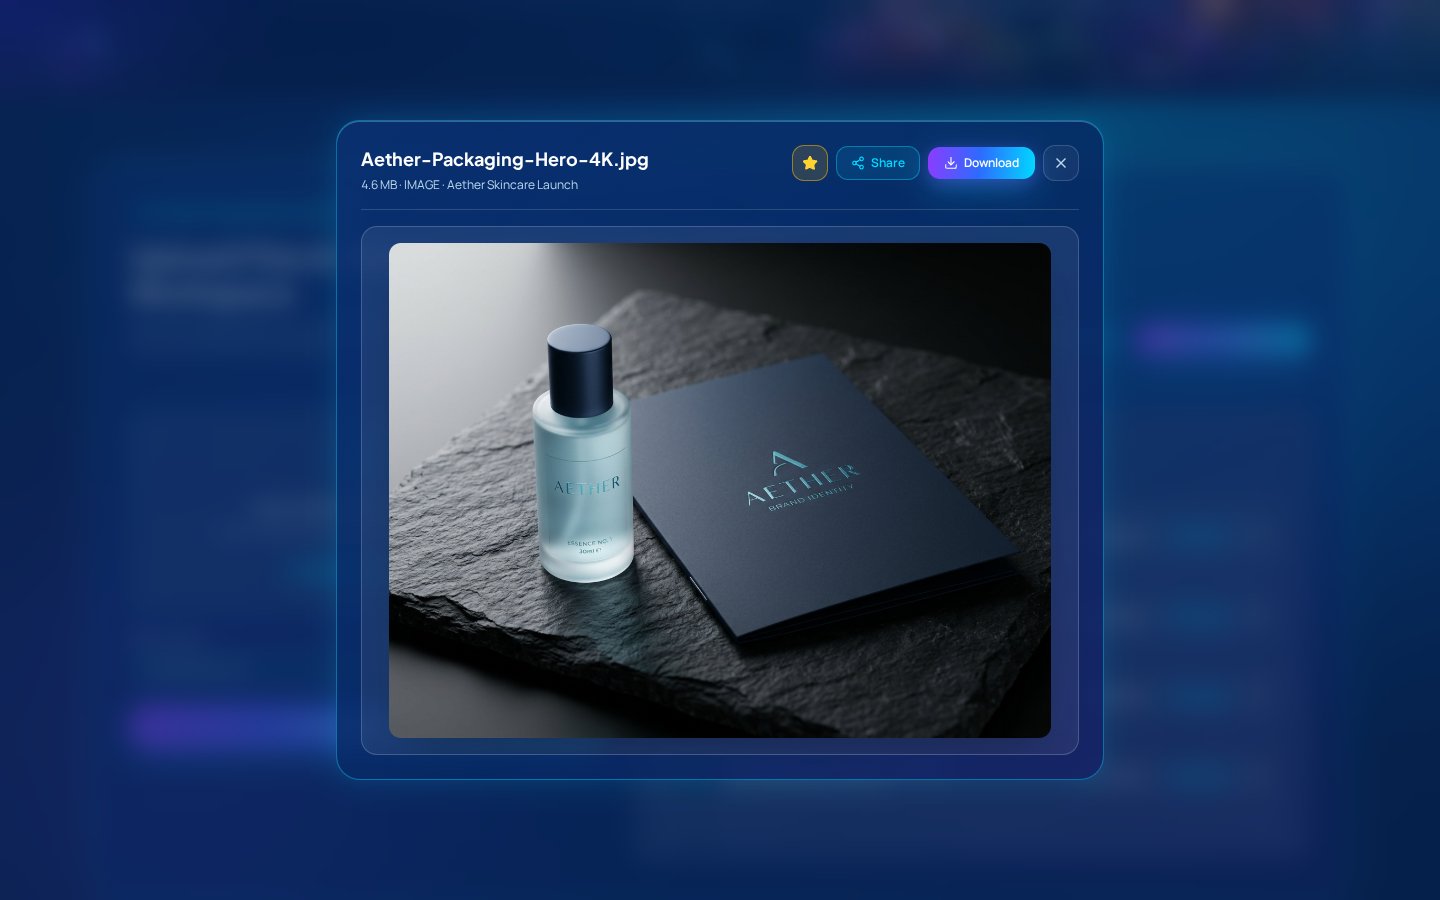 Aether-Packaging-Hero-4K.jpg
4.6 MB · IMAGE · Aether Skincare Launch
Share
Download
AETHER
ESSENCE NO.
30ml ℮
AETHER
BRAND IDENTITY